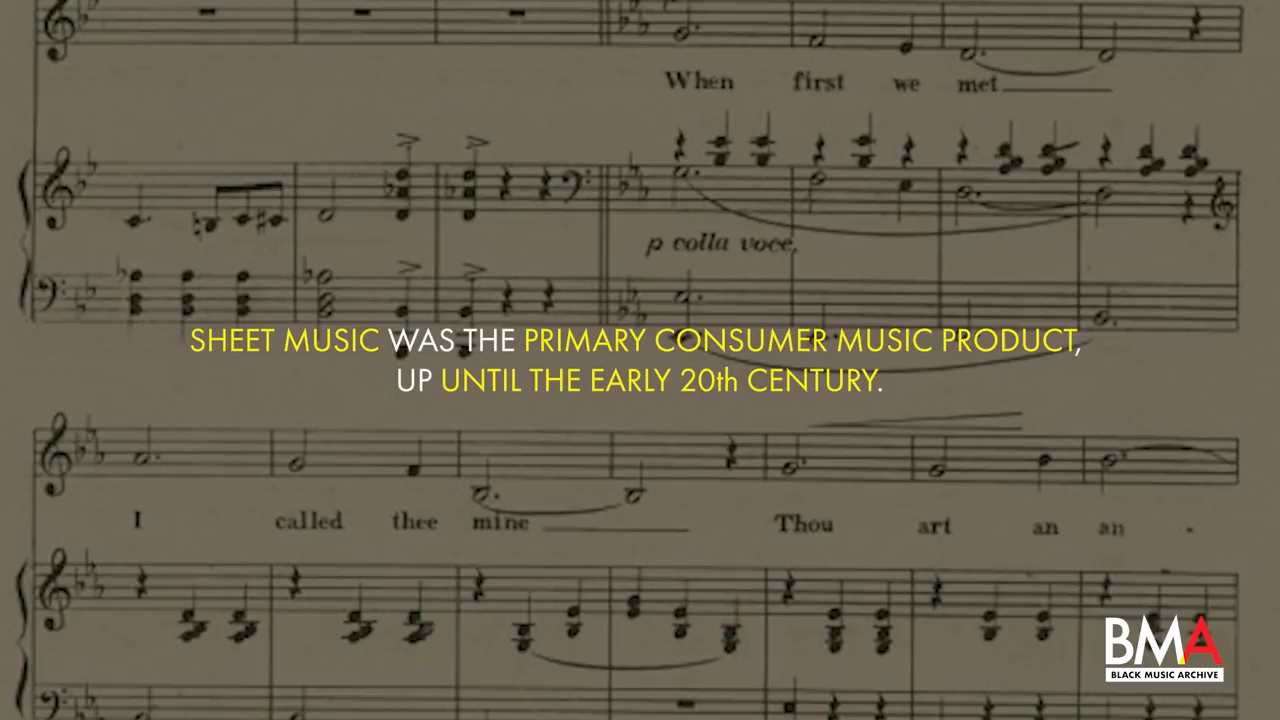 When first we met
p colla voce.
SHEET MUSIC WAS THE PRIMARY CONSUMER MUSIC PRODUCT,
UP UNTIL THE EARLY 20th CENTURY.
I called thee mine Thou art an an -
BMA
BLACK MUSIC ARCHIVE